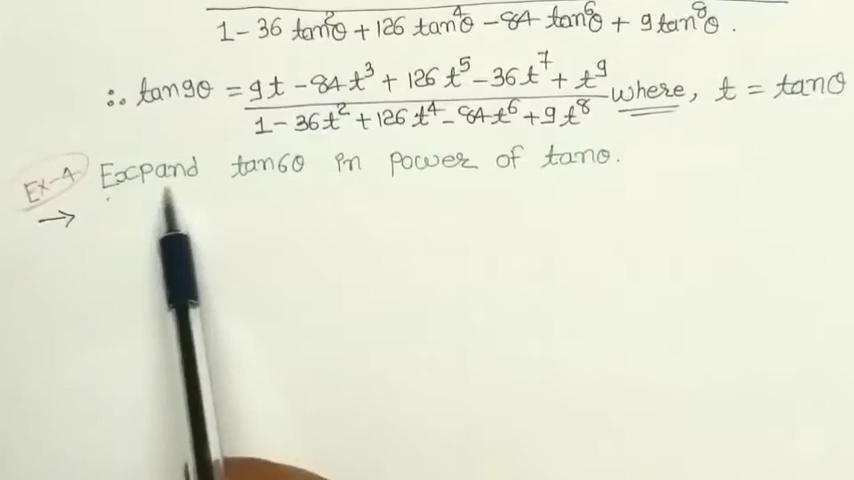 1 - 36 tan²θ + 126 tan⁴θ - 84 tan⁶θ + 9 tan⁸θ .
∴ tan9θ = 9t - 84t³ + 126t⁵ - 36t⁷ + t⁹ / 1 - 36t² + 126t⁴ - 84t⁶ + 9t⁸ where, t = tanθ
Ex-4 Expand tan6θ in power of tanθ.
→